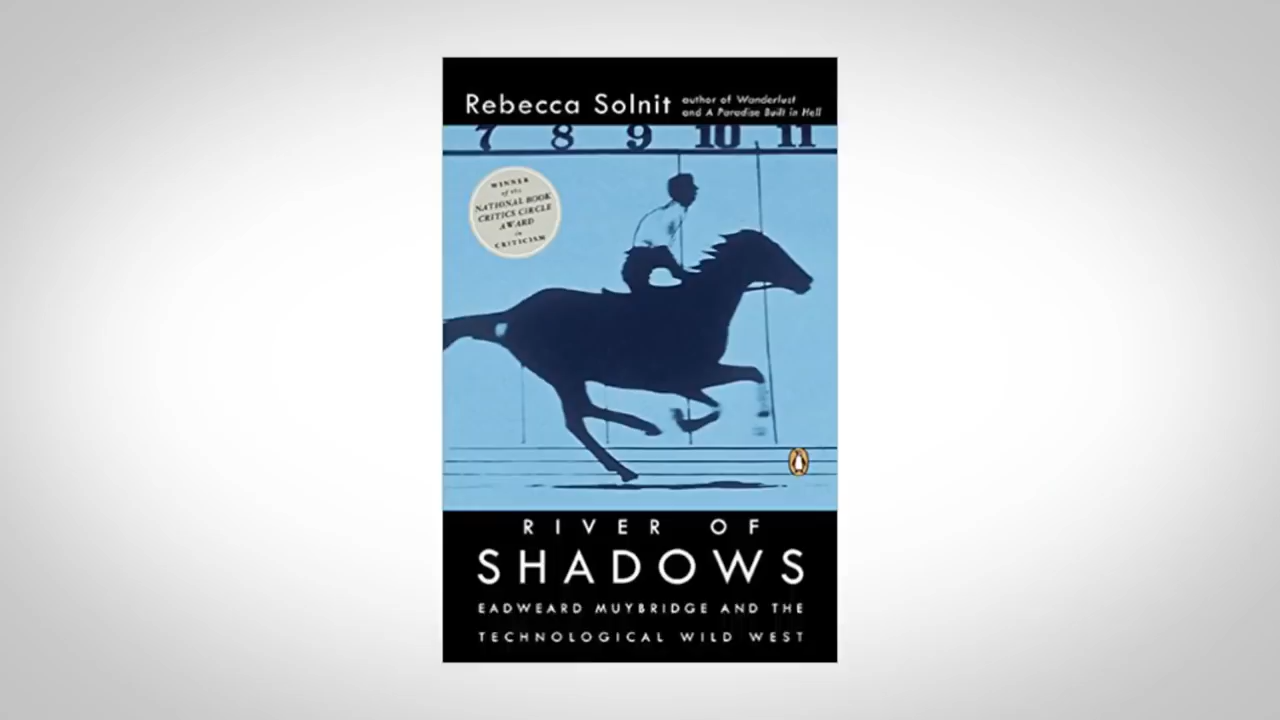 Rebecca Solnit
author of Wanderlust
and A Paradise Built in Hell
7 8 9 10 11
WINNER
of the
NATIONAL BOOK
CRITICS CIRCLE
AWARD
in
CRITICISM
RIVER OF
SHADOWS
EADWEARD MUYBRIDGE AND THE
TECHNOLOGICAL WILD WEST